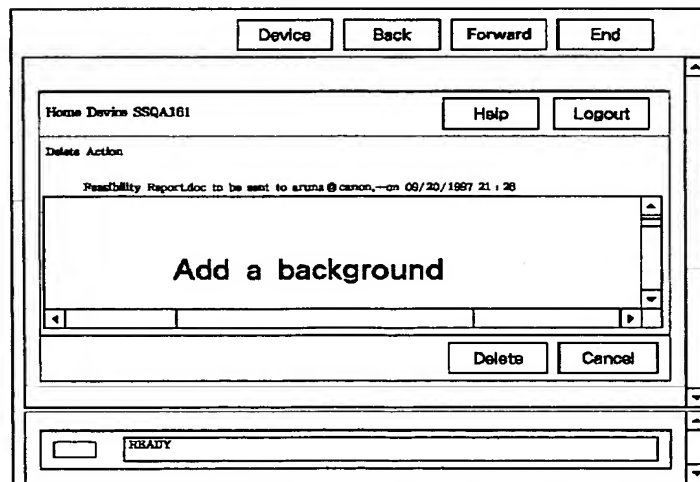 Device Back Forward End
Home Device SSQA161 Help Logout
Delete Action
Feasibility Report.doc to be sent to aruna@canon.--on 09/20/1997 21:28
Add a background
Delete Cancel
READY